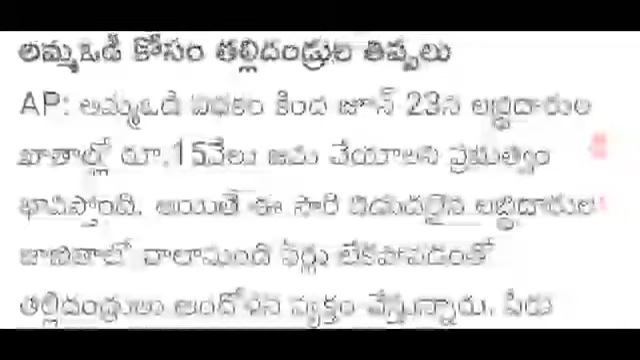 అమ్మఒడి కోసం తల్లిదండ్రుల తిప్పలు
AP: అమ్మఒడి పథకం కింద జూన్ 23న లబ్ధిదారుల
ఖాతాల్లో రూ.15వేలు జమ చేయాలని ప్రభుత్వం
భావిస్తోంది. అయితే ఈ సారి విడుదలైన లబ్ధిదారుల
జాబితాలో చాలామంది పేర్లు లేకపోవడంతో
తల్లిదండ్రులు ఆందోళన వ్యక్తం చేస్తున్నారు. పేరు